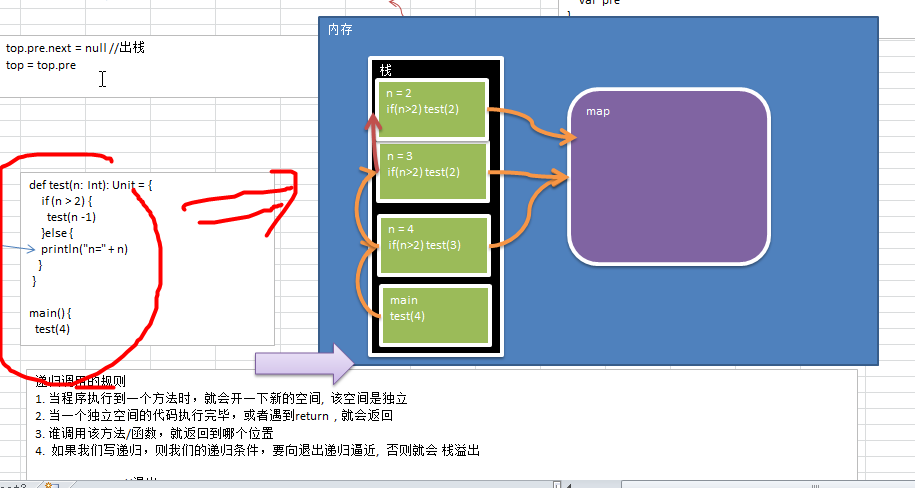 var pre
}
top.pre.next = null //出栈
top = top.pre
内存
栈
n = 2
if(n>2) test(2)
n = 3
if(n>2) test(2)
n = 4
if(n>2) test(3)
main
test(4)
map
def test(n: Int): Unit = {
if (n > 2) {
test(n -1)
}else {
println("n=" + n)
}
}
main() {
test(4)
递归调用的规则
1. 当程序执行到一个方法时，就会开一下新的空间, 该空间是独立
2. 当一个独立空间的代码执行完毕，或者遇到return , 就会返回
3. 谁调用该方法/函数，就返回到哪个位置
4. 如果我们写递归，则我们的递归条件，要向退出递归逼近, 否则就会 栈溢出